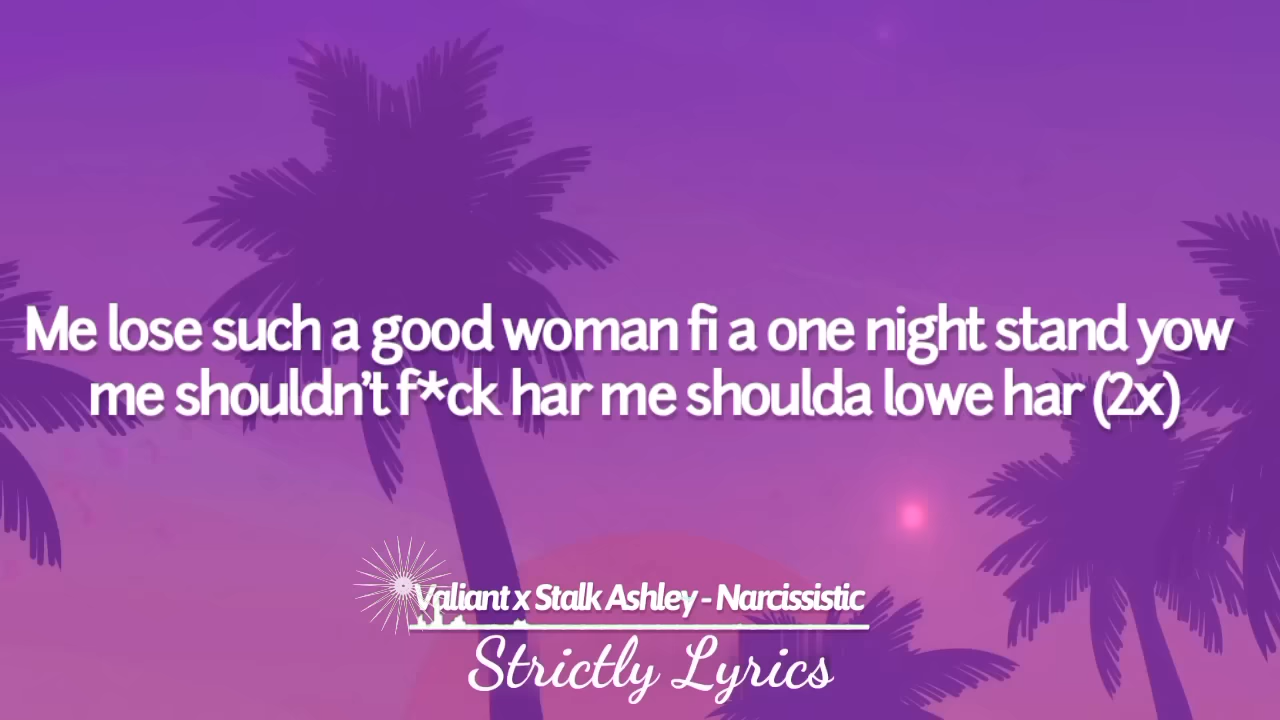 Me lose such a good woman fi a one night stand yow
me shouldn't f*ck har me shoulda lowe har (2x)
Valiant x Stalk Ashley - Narcissistic
Strictly Lyrics